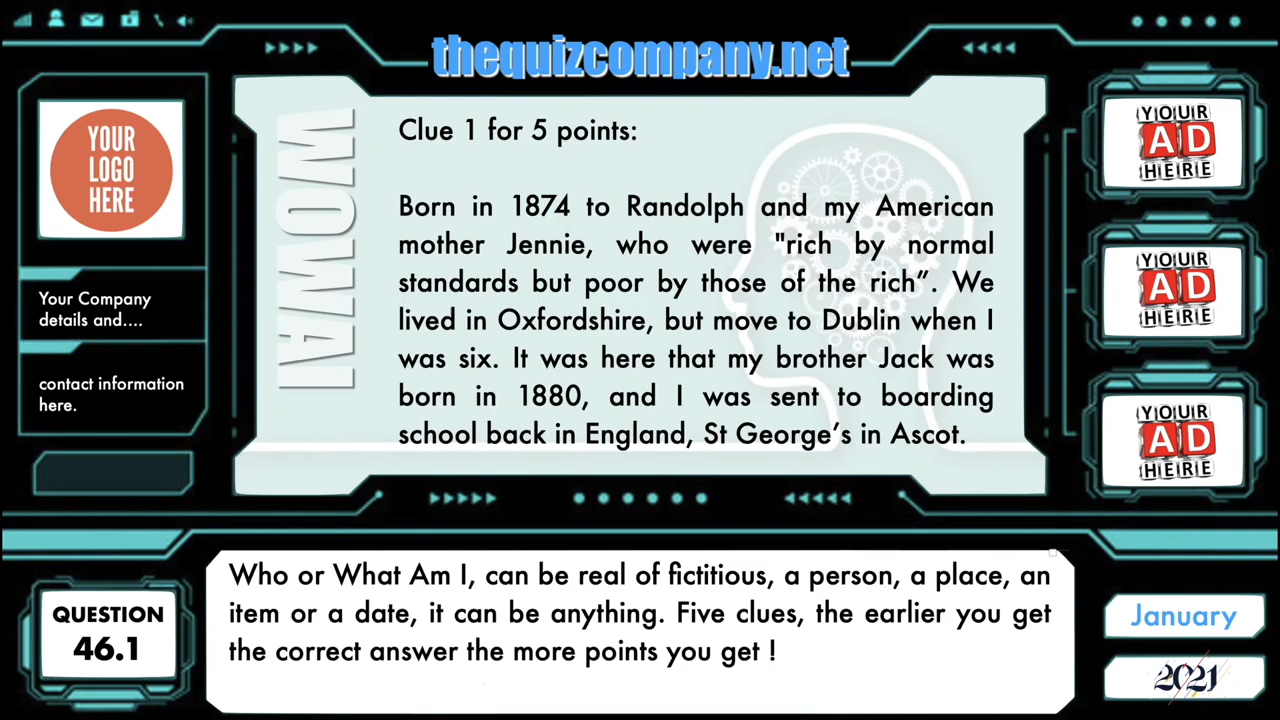 thequizcompany.net
YOUR
LOGO
HERE
Your Company
details and....
contact information
here.
WOWAI
Clue 1 for 5 points:
Born in 1874 to Randolph and my American
mother Jennie, who were "rich by normal
standards but poor by those of the rich”. We
lived in Oxfordshire, but move to Dublin when I
was six. It was here that my brother Jack was
born in 1880, and I was sent to boarding
school back in England, St George’s in Ascot.
YOUR
AD
HERE
YOUR
AD
HERE
YOUR
AD
HERE
QUESTION
46.1
Who or What Am I, can be real of fictitious, a person, a place, an
item or a date, it can be anything. Five clues, the earlier you get
the correct answer the more points you get !
January
2021